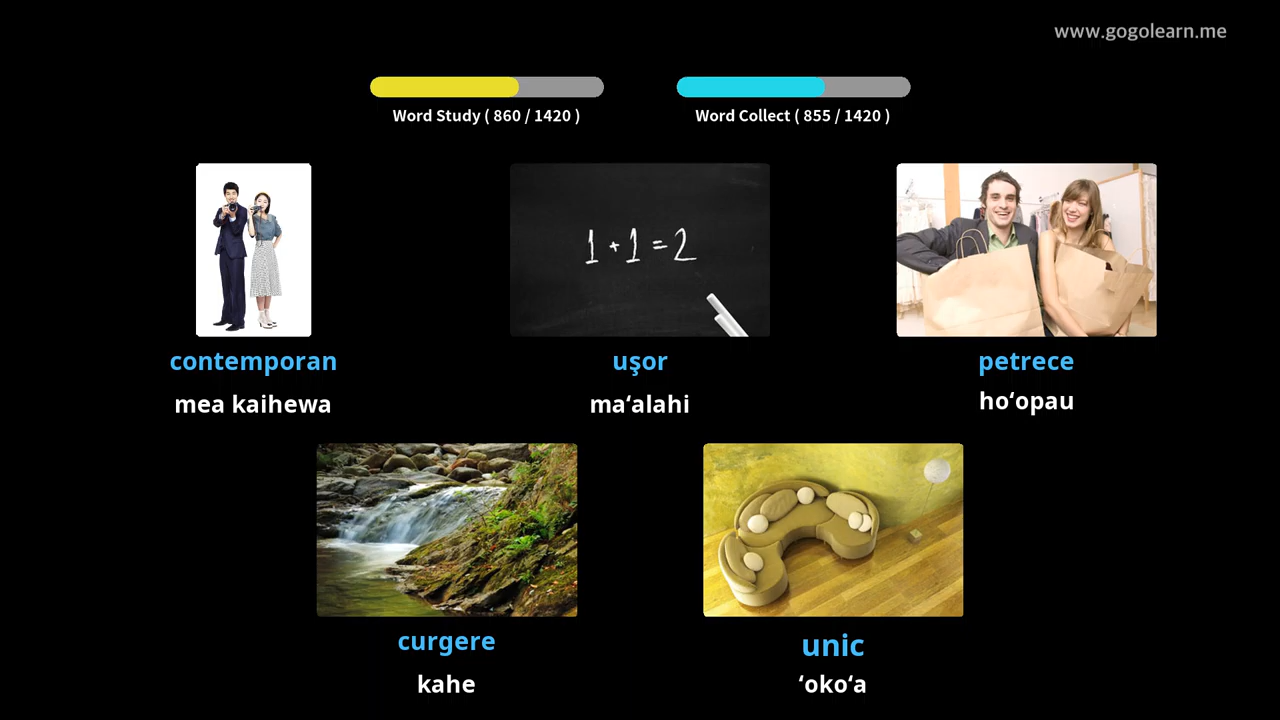 www.gogolearn.me
Word Study ( 860 / 1420 )
Word Collect ( 855 / 1420 )
1 + 1 = 2
contemporan
mea kaihewa
uşor
maʻalahi
petrece
hoʻopau
curgere
kahe
unic
ʻokoʻa